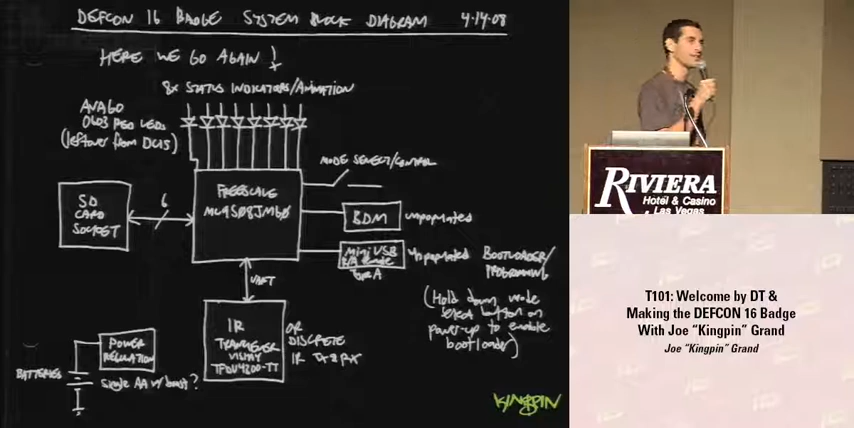 DEFCON 16 BADGE SYSTEM BLOCK DIAGRAM 4-14-08
HERE WE GO AGAIN!
8x STATUS INDICATORS/ANIMATION
AVAGO
0603 P60 LEDs
(leftover from DC15)
MODE SELECT/CONTROL
SD
CARD
SOCKET
6
FREESCALE
MC9S08JM60
BDM
unpopulated
Mini USB
Type A
unpopulated
BOOTLOADER/
PROGRAMMING
(Hold down mode
select button on
power-up to enable
bootloader)
UART
IR
TRANSCEIVER
VISHAY
TFDU4300-TT
OR
DISCRETE
IR TX & RX
POWER
REGULATION
BATTERIES
Single AA w/ boost?
KINGPIN
RIVIERA
Hotel & Casino
Las Vegas
T101: Welcome by DT &
Making the DEFCON 16 Badge
With Joe “Kingpin” Grand
Joe “Kingpin” Grand